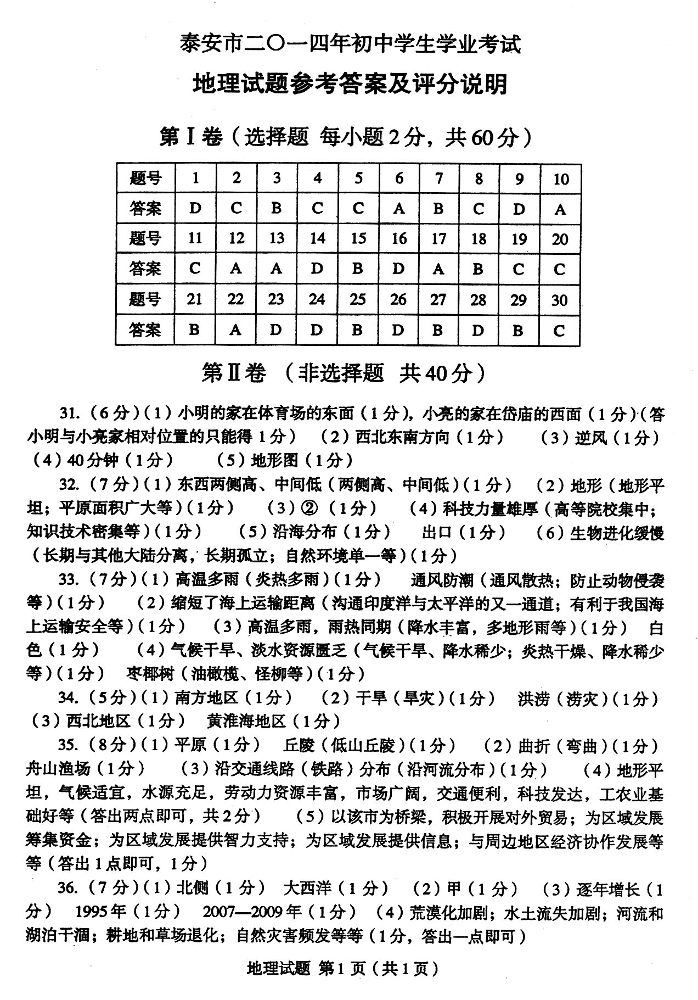 泰安市二〇一四年初中学生学业考试
地理试题参考答案及评分说明
第Ⅰ卷（选择题 每小题2分，共60分）
题号 1 2 3 4 5 6 7 8 9 10
答案 D C B C C A B C D A
题号 11 12 13 14 15 16 17 18 19 20
答案 C A A D B D A B C C
题号 21 22 23 24 25 26 27 28 29 30
答案 B A D D B D B D B C
第Ⅱ卷 （非选择题 共40分）
31.（6分）（1）小明的家在体育场的东面（1分），小亮的家在岱庙的西面（1分）（答
小明与小亮家相对位置的只能得1分） （2）西北东南方向（1分） （3）逆风（1分）
（4）40分钟（1分） （5）地形图（1分）
32.（7分）（1）东西两侧高、中间低（两侧高、中间低）（1分） （2）地形（地形平
坦；平原面积广大等）（1分） （3）②（1分） （4）科技力量雄厚（高等院校集中；
知识技术密集等）（1分） （5）沿海分布（1分） 出口（1分） （6）生物进化缓慢
（长期与其他大陆分离，长期孤立；自然环境单一等）（1分）
33.（7分）（1）高温多雨（炎热多雨）（1分） 通风防潮（通风散热；防止动物侵袭
等）（1分） （2）缩短了海上运输距离（沟通印度洋与太平洋的又一通道；有利于我国海
上运输安全等）（1分） （3）高温多雨，雨热同期（降水丰富，多地形雨等）（1分） 白
色（1分） （4）气候干旱、淡水资源匮乏（气候干旱、降水稀少；炎热干燥、降水稀少
等）（1分） 枣椰树（油橄榄、怪柳等）（1分）
34.（5分）（1）南方地区（1分） （2）干旱（旱灾）（1分） 洪涝（涝灾）（1分）
（3）西北地区（1分） 黄淮海地区（1分）
35.（8分）（1）平原（1分） 丘陵（低山丘陵）（1分） （2）曲折（弯曲）（1分）
舟山渔场（1分） （3）沿交通线路（铁路）分布（沿河流分布）（1分） （4）地形平
坦，气候适宜，水源充足，劳动力资源丰富，市场广阔，交通便利，科技发达，工农业基
础好等（答出两点即可，共2分） （5）以该市为桥梁，积极开展对外贸易；为区域发展
筹集资金；为区域发展提供智力支持；为区域发展提供信息；与周边地区经济协作发展等
等（答出1点即可，1分）
36.（7分）（1）北侧（1分） 大西洋（1分） （2）甲（1分） （3）逐年增长（1
分） 1995年（1分） 2007—2009年（1分） （4）荒漠化加剧；水土流失加剧；河流和
湖泊干涸；耕地和草场退化；自然灾害频发等等（1分，答出一点即可）
地理试题 第1页（共1页）